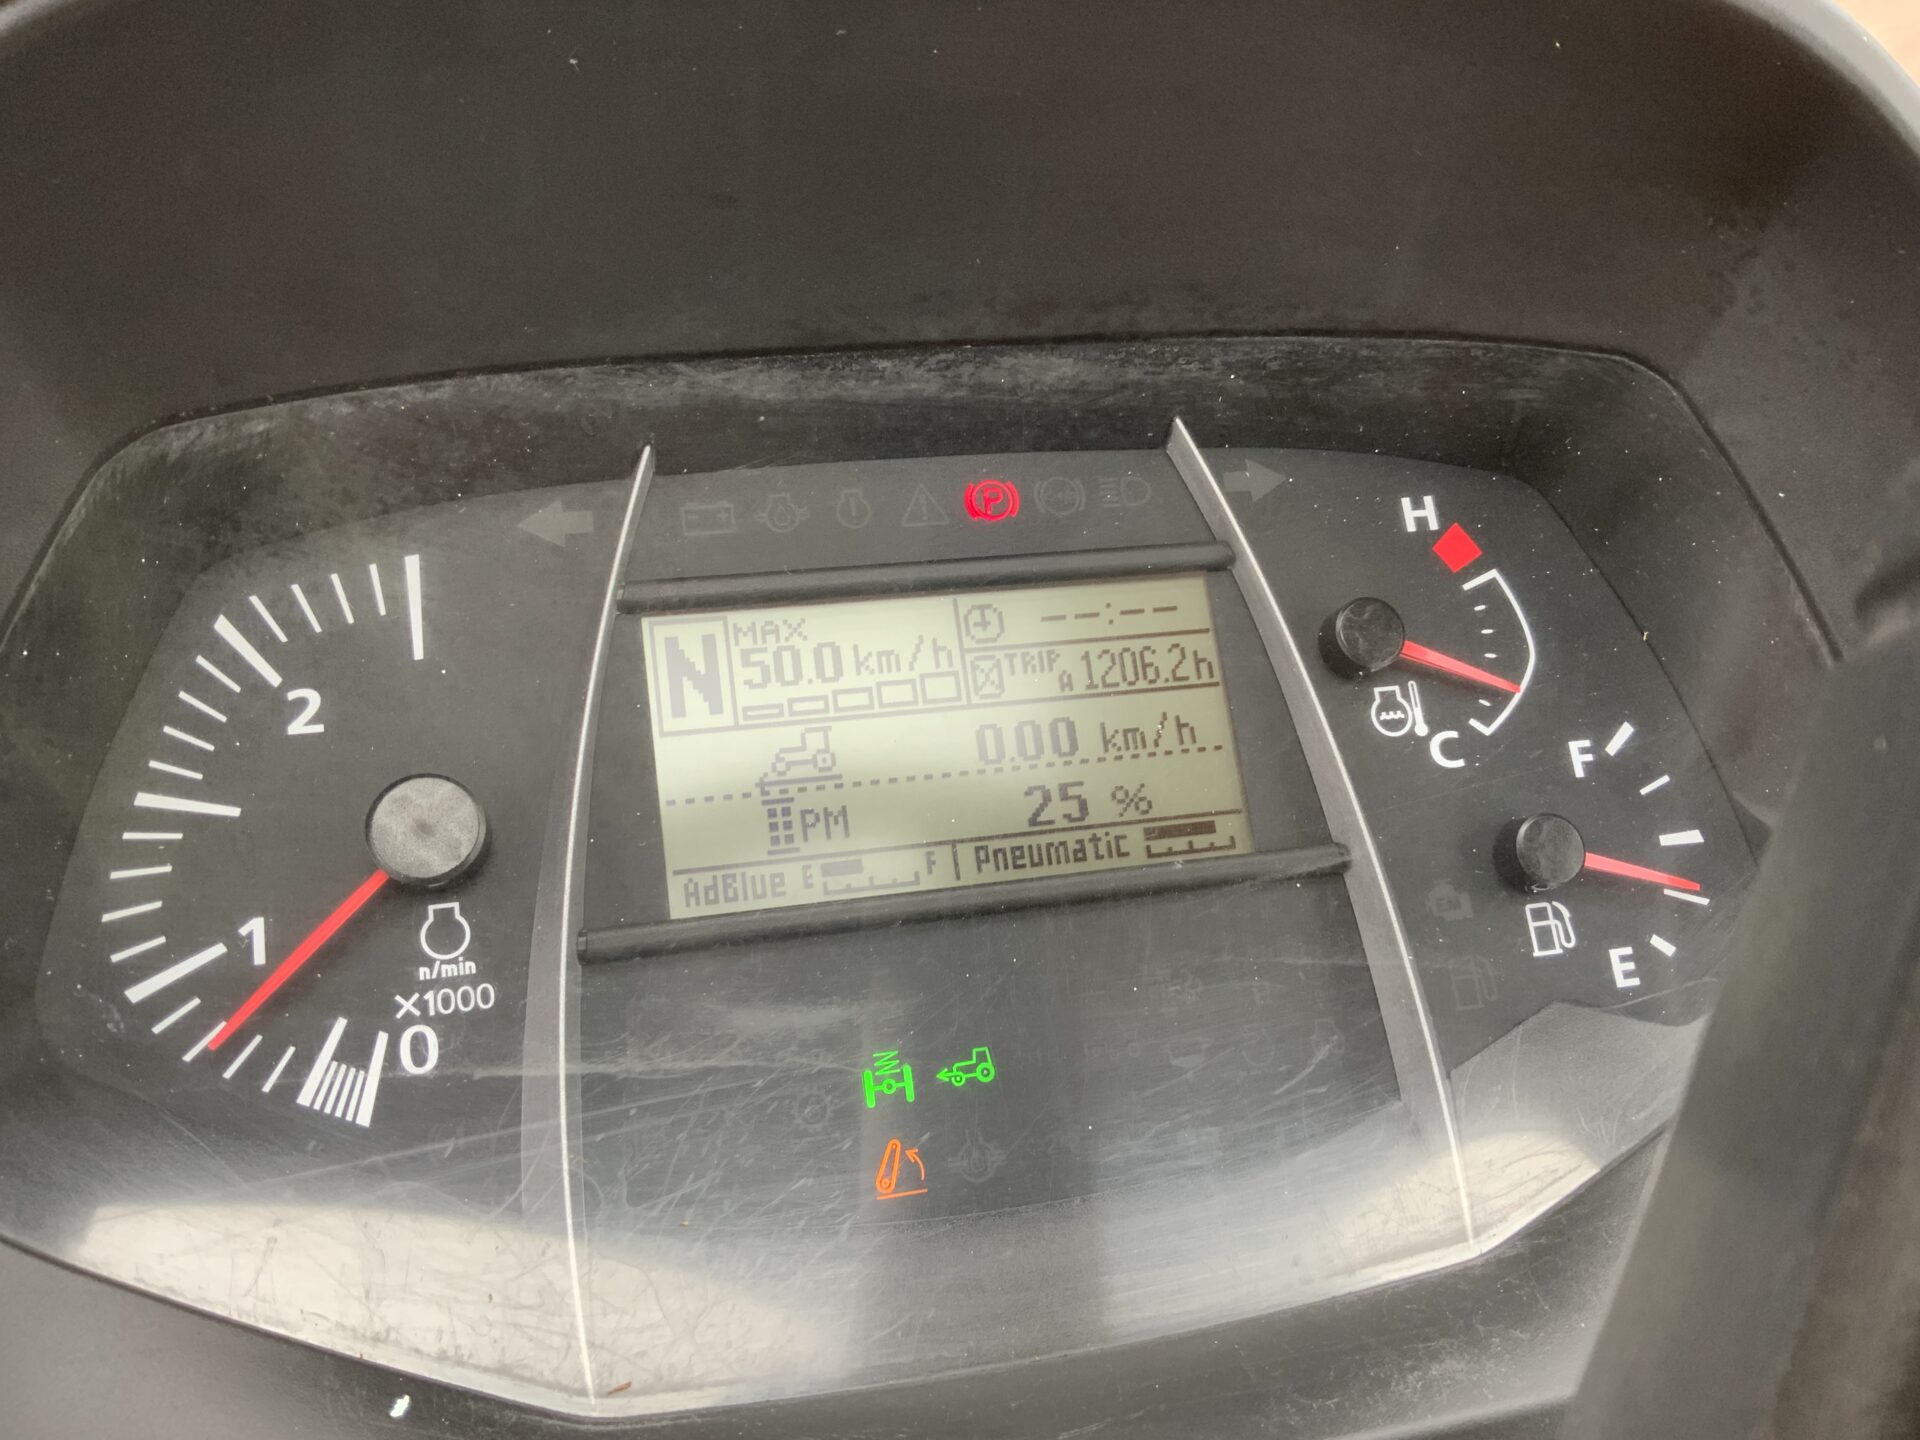 P
H
C
2
1
0
n/min
×1000
N
MAX
50.0 km/h
--:--
TRIP A 1206.2h
0.00 km/h
PM
25 %
AdBlue E F
Pneumatic
F
E
N